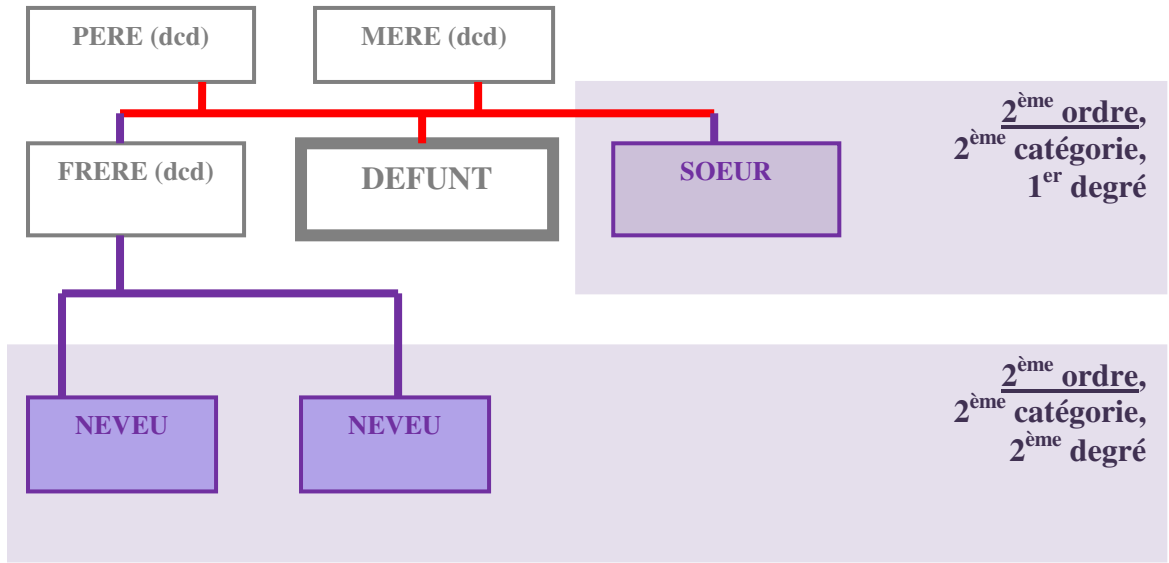 PERE (dcd)
MERE (dcd)
2ème ordre,
2ème catégorie,
1er degré
FRERE (dcd)
DEFUNT
SOEUR
2ème ordre,
2ème catégorie,
2ème degré
NEVEU
NEVEU